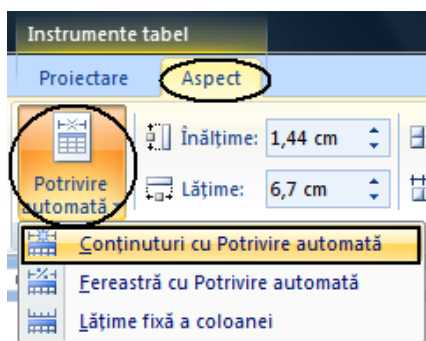 Instrumente tabel
Proiectare Aspect
Înălțime: 1,44 cm
Potrivire automată
Lățime: 6,7 cm
Conținuturi cu Potrivire automată
Fereastră cu Potrivire automată
Lățime fixă a coloanei